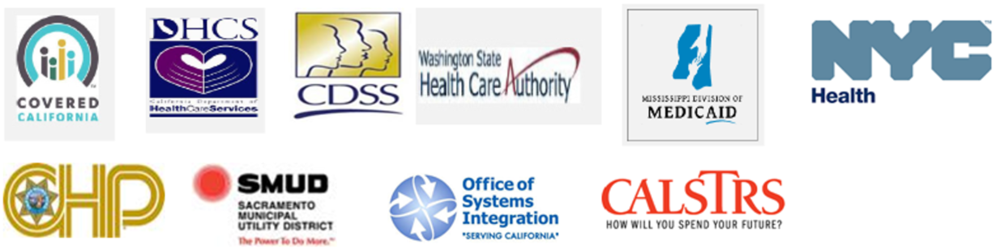 COVERED
CALIFORNIA
DHCS
California Department of
HealthCareServices
CDSS
Washington State
Health Care Authority
MISSISSIPPI DIVISION OF
MEDICAID
NYC
Health
CHP
SMUD
SACRAMENTO
MUNICIPAL
UTILITY DISTRICT
The Power To Do More.™
Office of
Systems
Integration
"SERVING CALIFORNIA"
CALSTRS
HOW WILL YOU SPEND YOUR FUTURE?